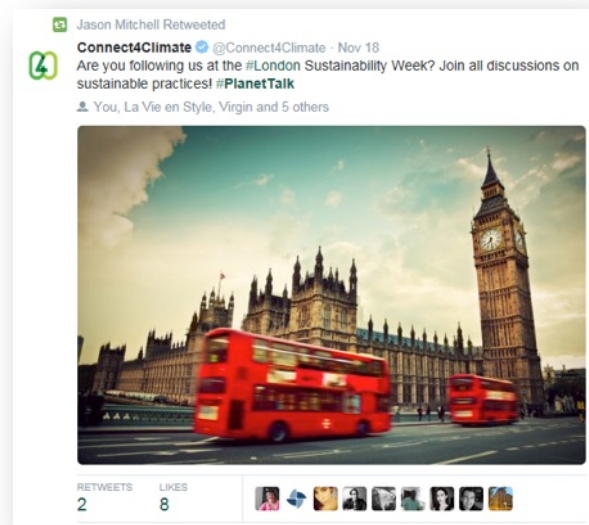 Jason Mitchell Retweeted
Connect4Climate @Connect4Climate · Nov 18
Are you following us at the #London Sustainability Week? Join all discussions on
sustainable practices! #PlanetTalk
You, La Vie en Style, Virgin and 5 others
RETWEETS LIKES
2 8